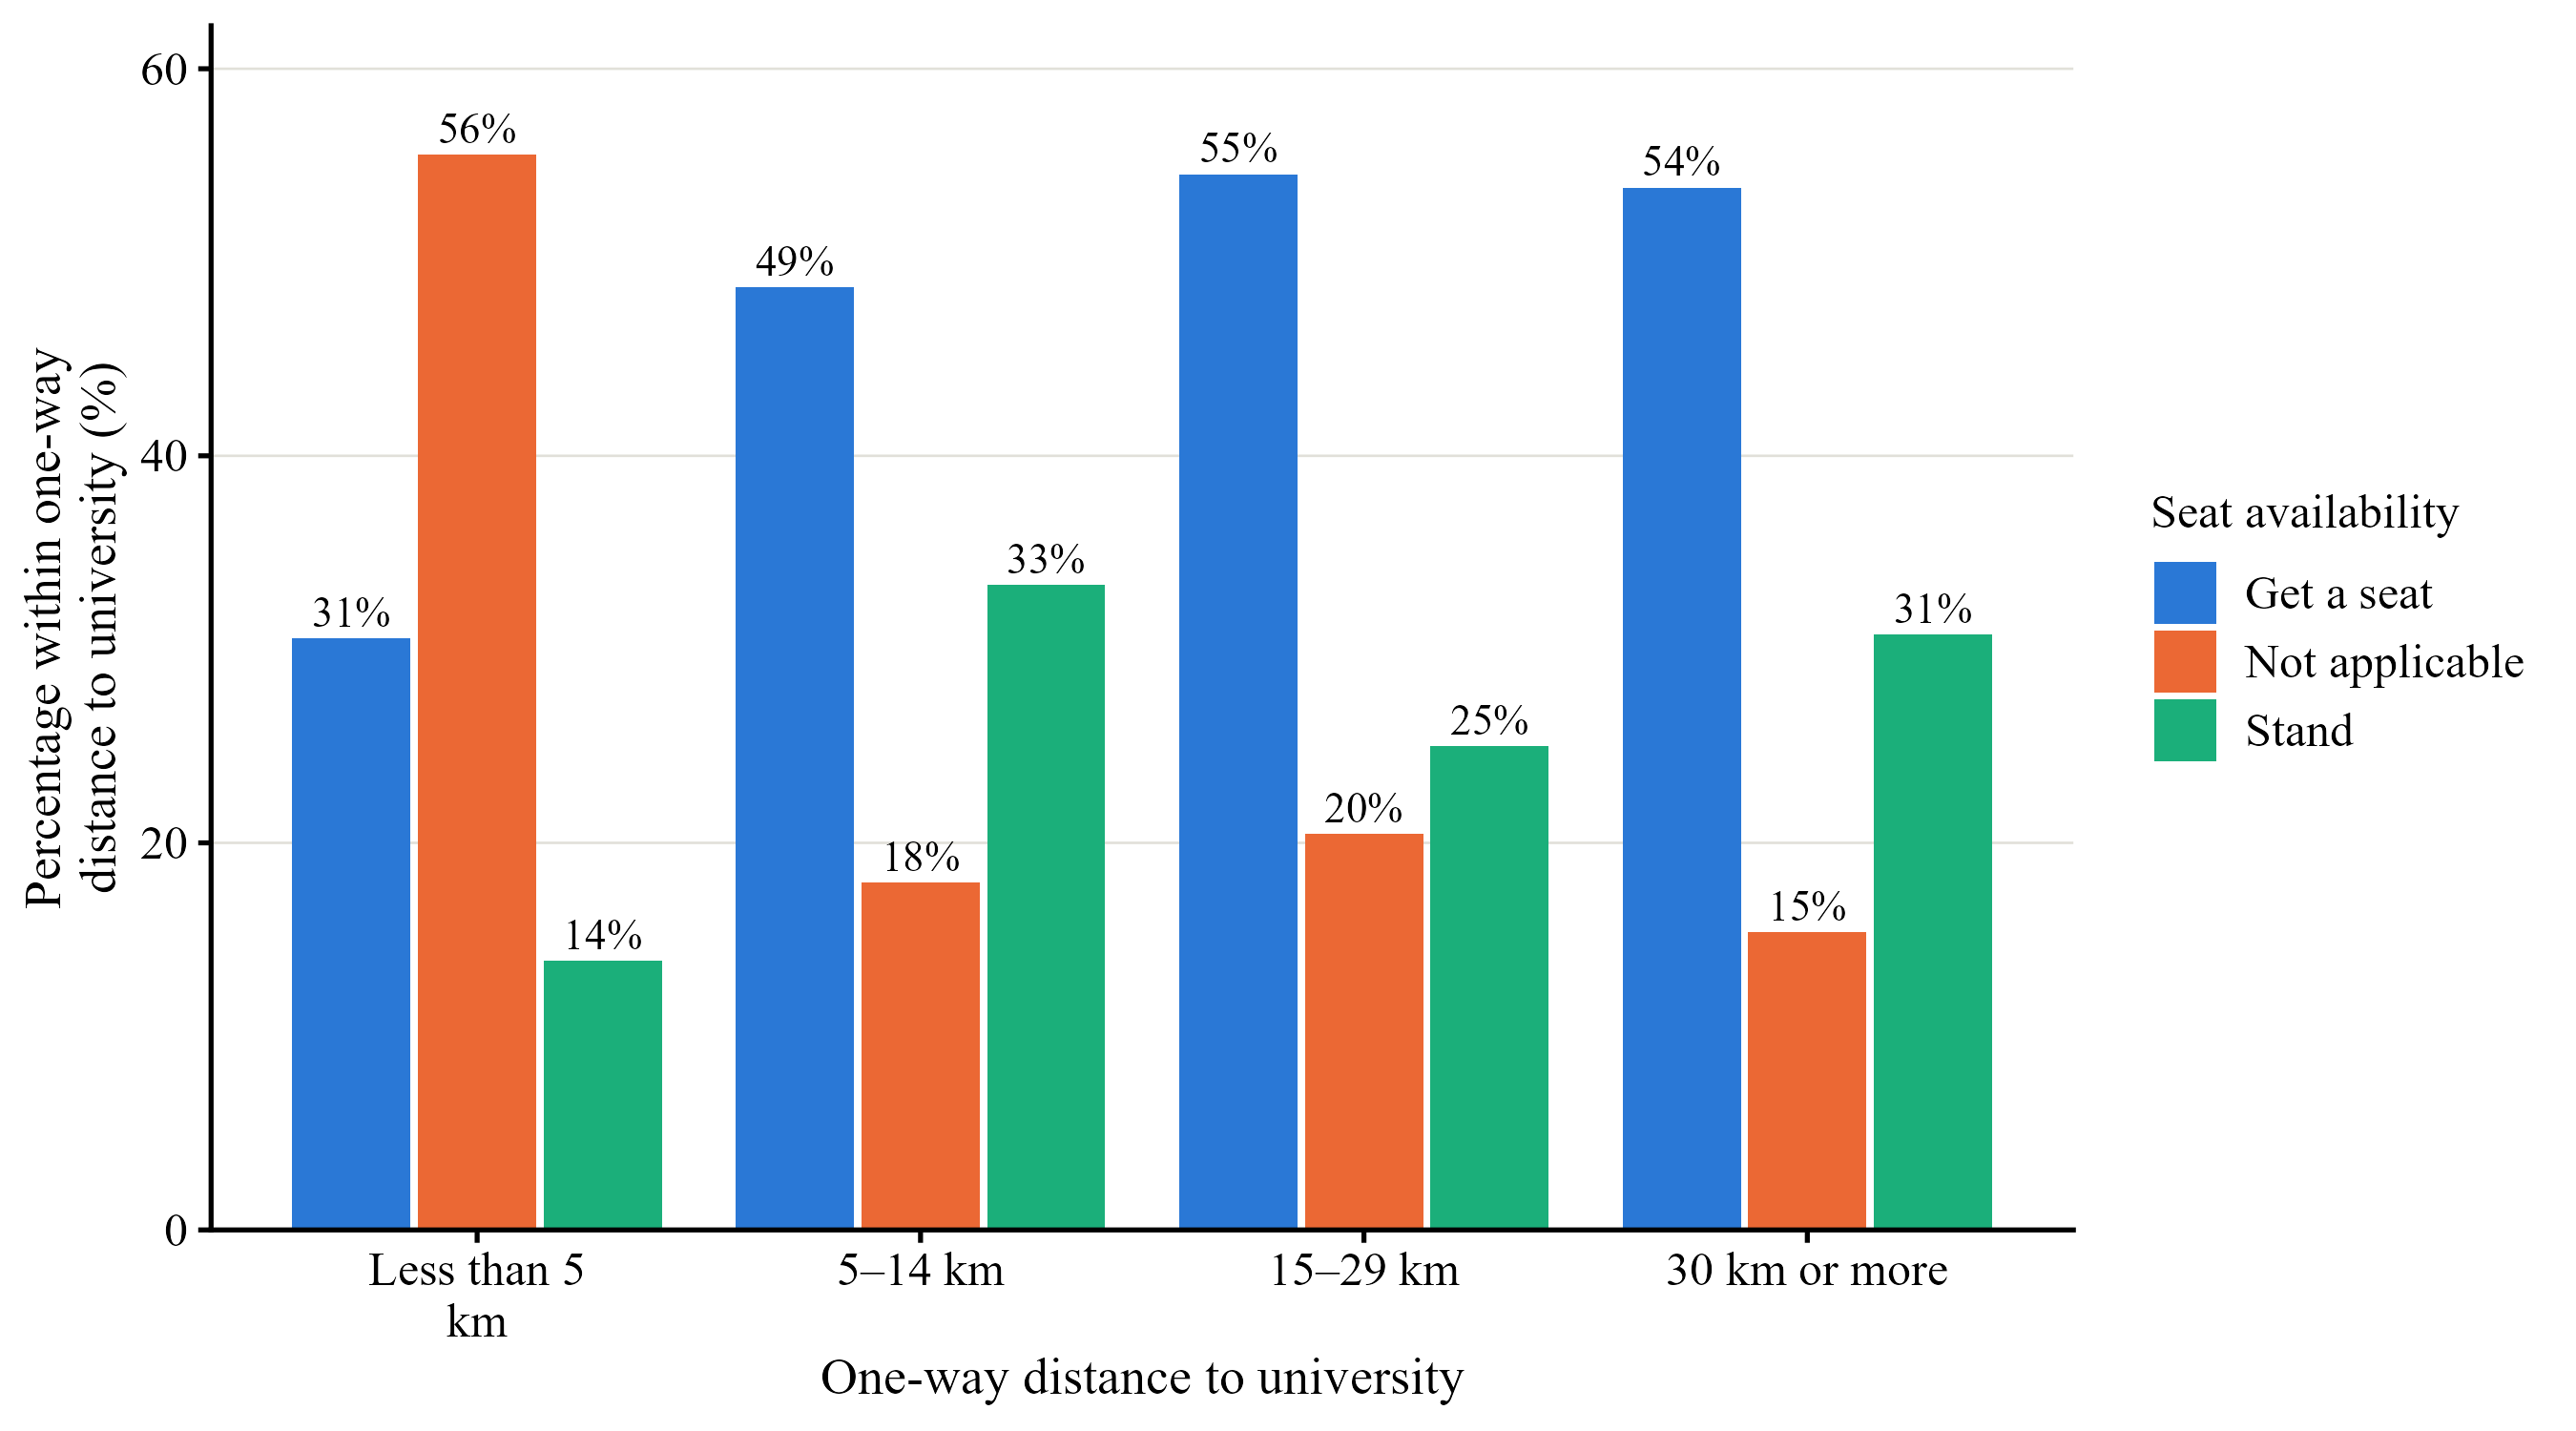 Percentage within one-way
distance to university (%)
60
40
20
0
31%
56%
14%
49%
18%
33%
55%
20%
25%
54%
15%
31%
Less than 5
km
5–14 km
15–29 km
30 km or more
One-way distance to university
Seat availability
Get a seat
Not applicable
Stand